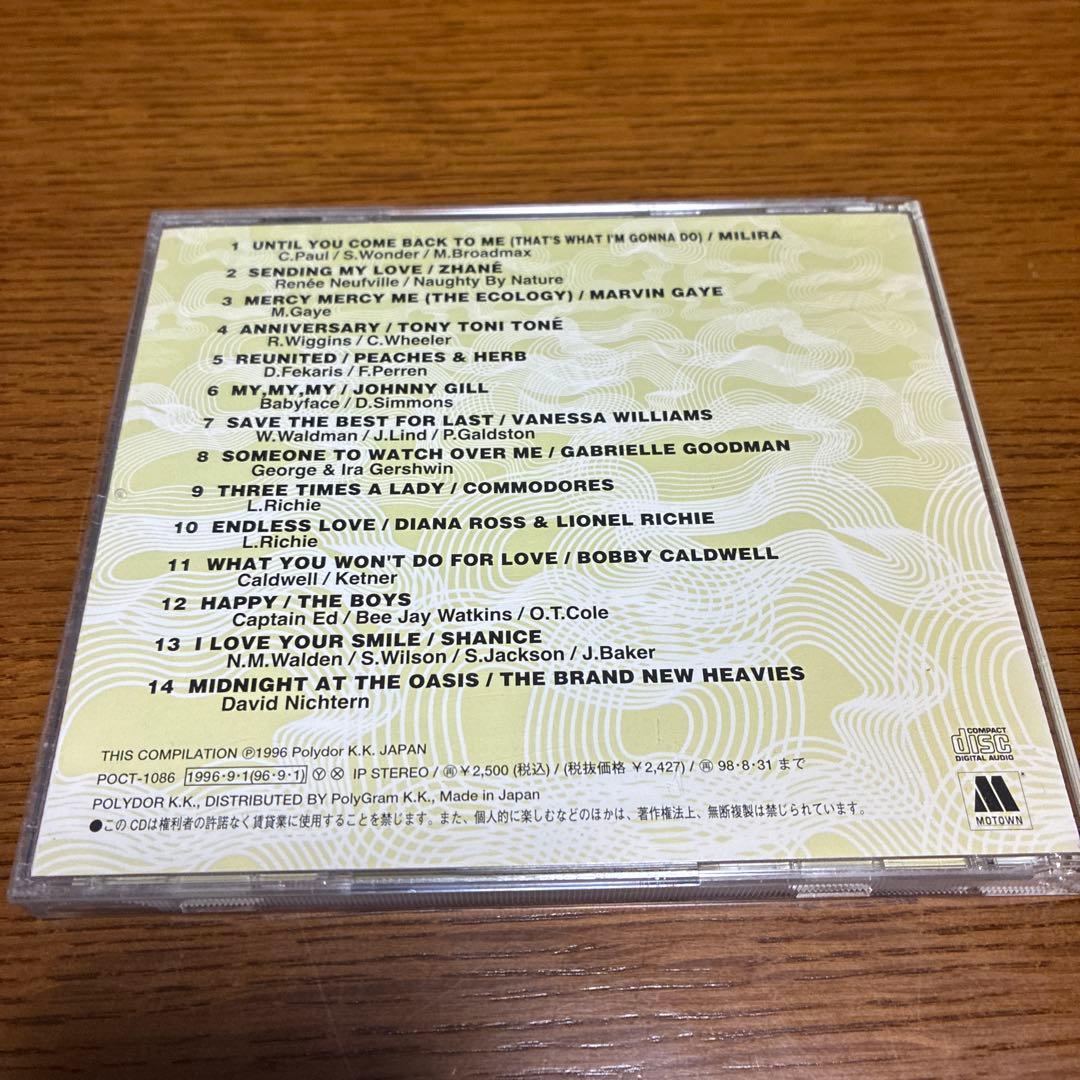 1 UNTIL YOU COME BACK TO ME (THAT'S WHAT I'M GONNA DO) / MILIRA
C.Paul / S.Wonder / M.Broadmax
2 SENDING MY LOVE / ZHANÉ
Renée Neufville / Naughty By Nature
3 MERCY MERCY ME (THE ECOLOGY) / MARVIN GAYE
M.Gaye
4 ANNIVERSARY / TONY TONI TONÉ
R.Wiggins / C.Wheeler
5 REUNITED / PEACHES & HERB
D.Fekaris / F.Perren
6 MY,MY,MY / JOHNNY GILL
Babyface / D.Simmons
7 SAVE THE BEST FOR LAST / VANESSA WILLIAMS
W.Waldman / J.Lind / P.Galdston
8 SOMEONE TO WATCH OVER ME / GABRIELLE GOODMAN
George & Ira Gershwin
9 THREE TIMES A LADY / COMMODORES
L.Richie
10 ENDLESS LOVE / DIANA ROSS & LIONEL RICHIE
L.Richie
11 WHAT YOU WON'T DO FOR LOVE / BOBBY CALDWELL
Caldwell / Ketner
12 HAPPY / THE BOYS
Captain Ed / Bee Jay Watkins / O.T.Cole
13 I LOVE YOUR SMILE / SHANICE
N.M.Walden / S.Wilson / S.Jackson / J.Baker
14 MIDNIGHT AT THE OASIS / THE BRAND NEW HEAVIES
David Nichtern
THIS COMPILATION ℗1996 Polydor K.K. JAPAN
POCT-1086 1996・9・1(96・9・1) Ⓨ Ⓧ IP STEREO / ㊢ ¥2,500 (税込) / (税抜価格 ¥2,427) / 98・8・31 まで
POLYDOR K.K., DISTRIBUTED BY PolyGram K.K., Made in Japan
●このCDは権利者の許諾なく賃貸業に使用することを禁じます。また、個人的に楽しむなどのほかは、著作権法上、無断複製は禁じられています。
COMPACT
disc
DIGITAL AUDIO
M
MOTOWN